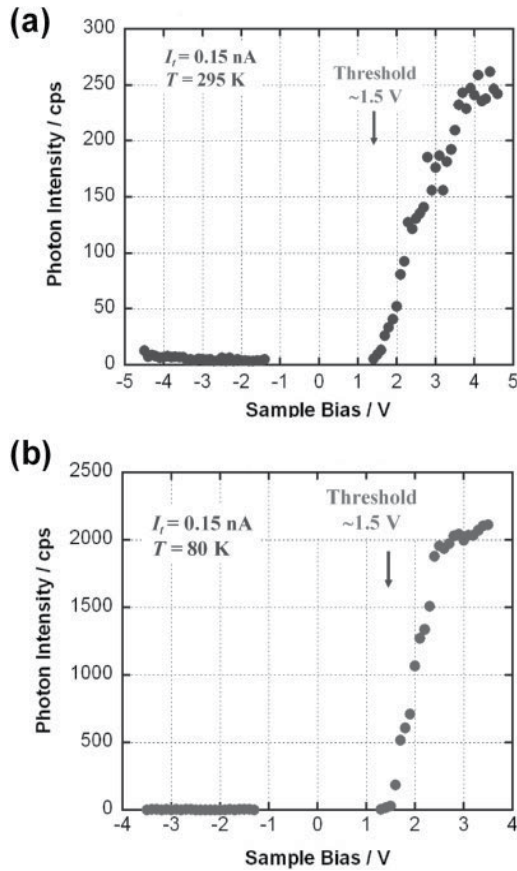 (a)
300
250
200
150
100
50
0
Photon Intensity / cps
It = 0.15 nA
T = 295 K
Threshold
~1.5 V
-5 -4 -3 -2 -1 0 1 2 3 4 5
Sample Bias / V
(b)
2500
2000
1500
1000
500
0
Photon Intensity / cps
It = 0.15 nA
T = 80 K
Threshold
~1.5 V
-4 -3 -2 -1 0 1 2 3 4
Sample Bias / V